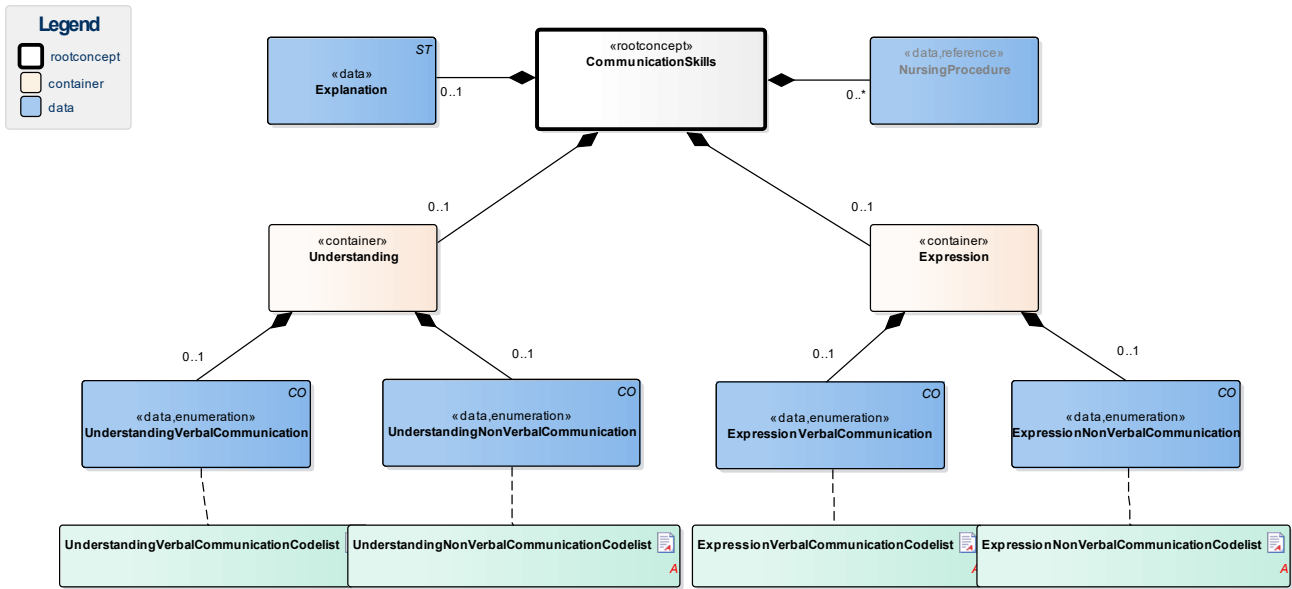 Legend
rootconcept
container
data
ST
«data»
Explanation
0..1
«rootconcept»
CommunicationSkills
«data,reference»
NursingProcedure
0..*
0..1
0..1
«container»
Understanding
«container»
Expression
0..1
0..1
0..1
0..1
CO
«data,enumeration»
UnderstandingVerbalCommunication
CO
«data,enumeration»
UnderstandingNonVerbalCommunication
CO
«data,enumeration»
ExpressionVerbalCommunication
CO
«data,enumeration»
ExpressionNonVerbalCommunication
UnderstandingVerbalCommunicationCodelist
UnderstandingNonVerbalCommunicationCodelist
A
ExpressionVerbalCommunicationCodelist
A
ExpressionNonVerbalCommunicationCodelist
A